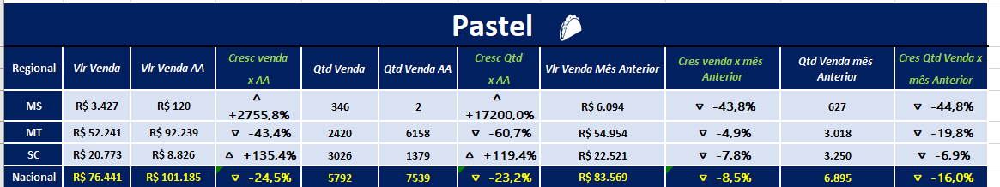 Pastel
Regional Vlr Venda Vlr Venda AA Cresc venda x AA Qtd Venda Qtd Venda AA Cresc Qtd x AA Vlr Venda Mês Anterior Cres venda x mês Anterior Qtd Venda mês Anterior Cres Qtd Venda x mês Anterior
MS R$ 3.427 R$ 120 +2755,8% 346 2 +17200,0% R$ 6.094 -43,8% 627 -44,8%
MT R$ 52.241 R$ 92.239 -43,4% 2420 6158 -60,7% R$ 54.954 -4,9% 3.018 -19,8%
SC R$ 20.773 R$ 8.826 +135,4% 3026 1379 +119,4% R$ 22.521 -7,8% 3.250 -6,9%
Nacional R$ 76.441 R$ 101.185 -24,5% 5792 7539 -23,2% R$ 83.569 -8,5% 6.895 -16,0%